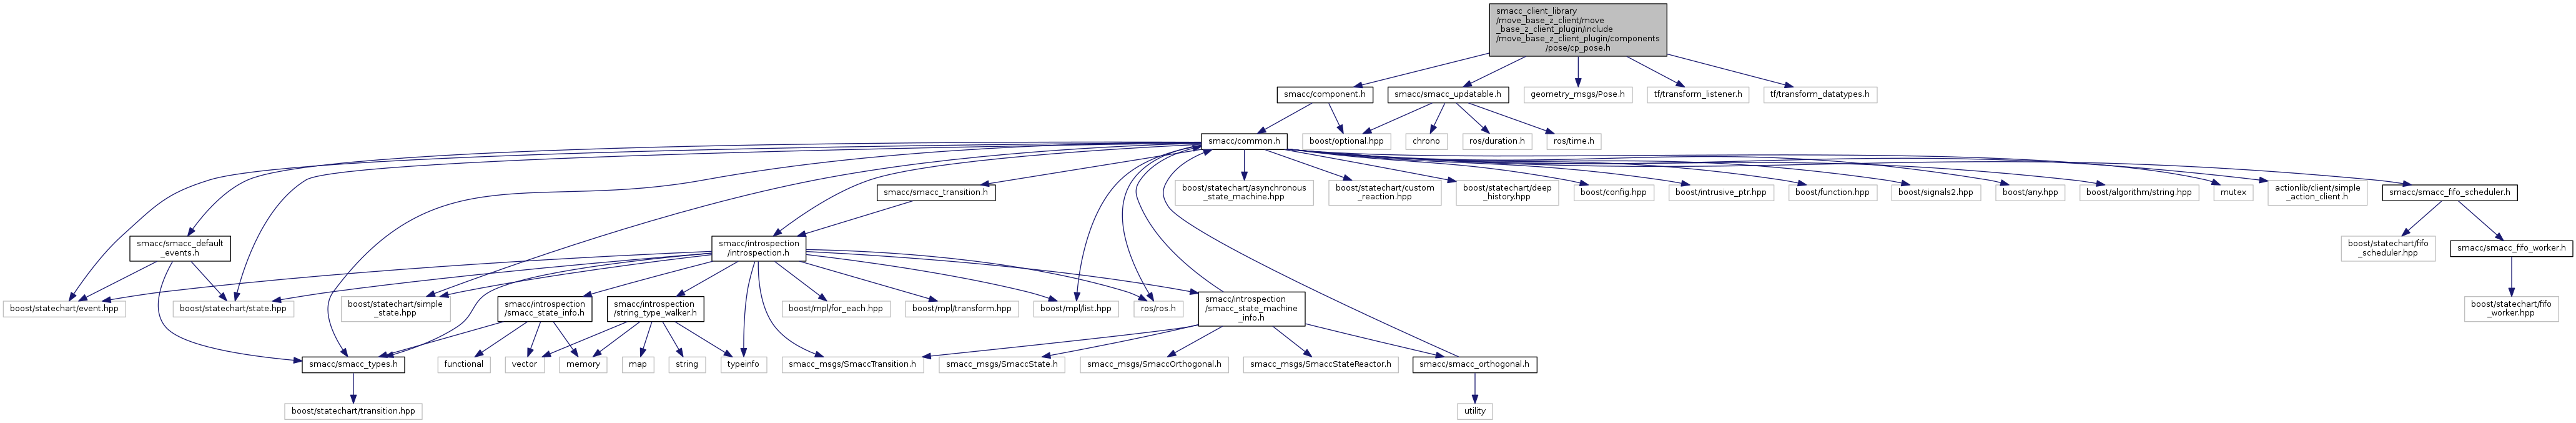 smacc_client_library
/move_base_z_client/move
_base_z_client_plugin/include
/move_base_z_client_plugin/components
/pose/cp_pose.h
smacc/component.h
smacc/smacc_updatable.h
geometry_msgs/Pose.h
tf/transform_listener.h
tf/transform_datatypes.h
smacc/common.h
boost/optional.hpp
chrono
ros/duration.h
ros/time.h
smacc/smacc_transition.h
boost/statechart/asynchronous
_state_machine.hpp
boost/statechart/custom
_reaction.hpp
boost/statechart/deep
_history.hpp
boost/config.hpp
boost/intrusive_ptr.hpp
boost/function.hpp
boost/signals2.hpp
boost/any.hpp
boost/algorithm/string.hpp
mutex
actionlib/client/simple
_action_client.h
smacc/smacc_fifo_scheduler.h
smacc/smacc_default
_events.h
smacc/introspection
/introspection.h
boost/statechart/fifo
_scheduler.hpp
smacc/smacc_fifo_worker.h
boost/statechart/event.hpp
boost/statechart/state.hpp
boost/statechart/simple
_state.hpp
smacc/introspection
/smacc_state_info.h
smacc/introspection
/string_type_walker.h
boost/mpl/for_each.hpp
boost/mpl/transform.hpp
boost/mpl/list.hpp
ros/ros.h
smacc/introspection
/smacc_state_machine
_info.h
boost/statechart/fifo
_worker.hpp
smacc/smacc_types.h
functional
vector
memory
map
string
typeinfo
smacc_msgs/SmaccTransition.h
smacc_msgs/SmaccState.h
smacc_msgs/SmaccOrthogonal.h
smacc_msgs/SmaccStateReactor.h
smacc/smacc_orthogonal.h
boost/statechart/transition.hpp
utility